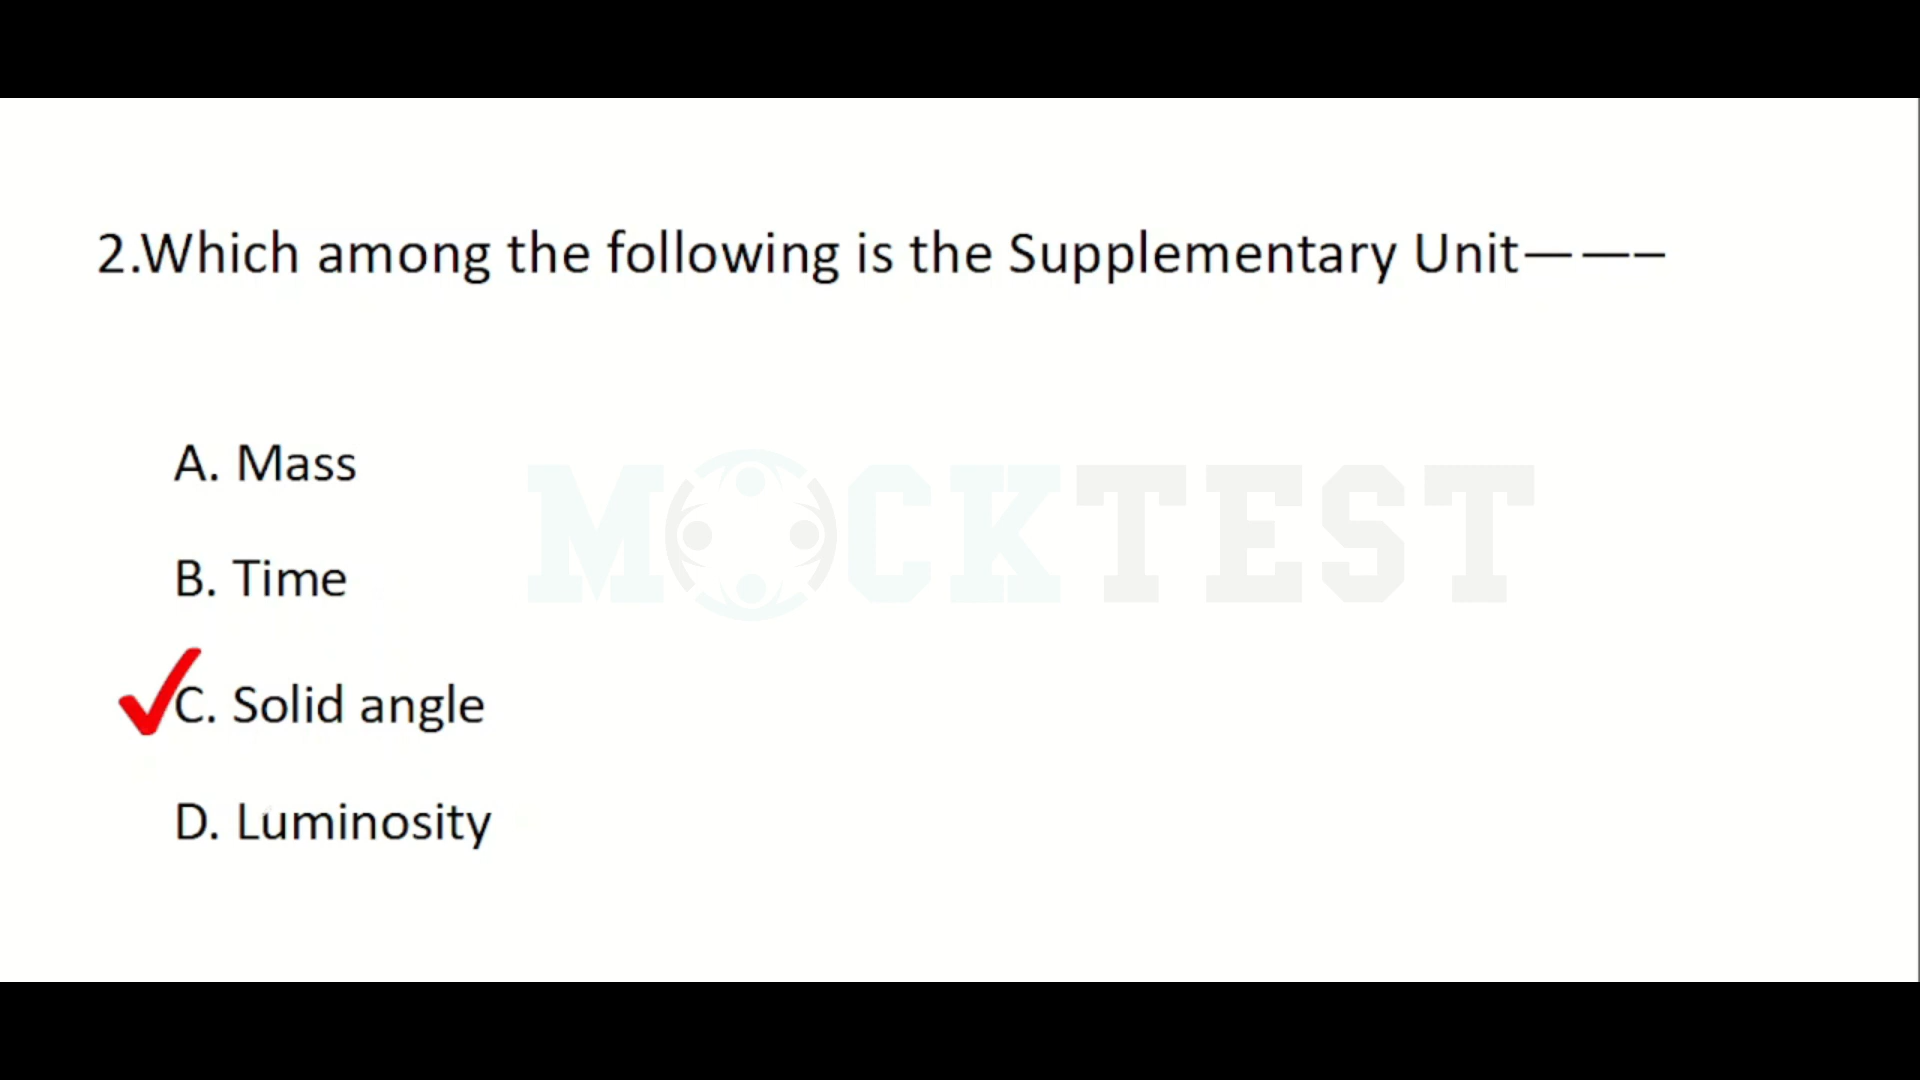 2.Which among the following is the Supplementary Unit———
A. Mass
MOCKTEST
B. Time
C. Solid angle
D. Luminosity